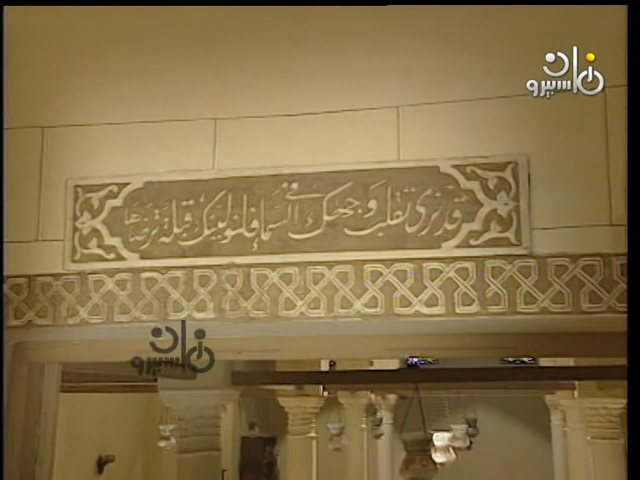 ماسبيرو
زمان
قد نرى تقلب وجهك في السماء فلنولينك قبلة ترضاها
ماسبيرو
زمان